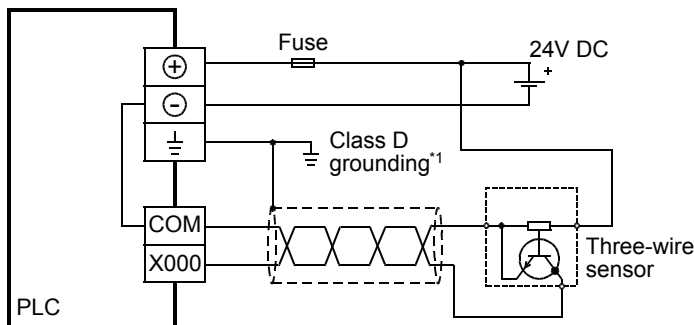 Fuse
24V DC
+
+
-
Class D
grounding*1
COM
X000
Three-wire
sensor
PLC